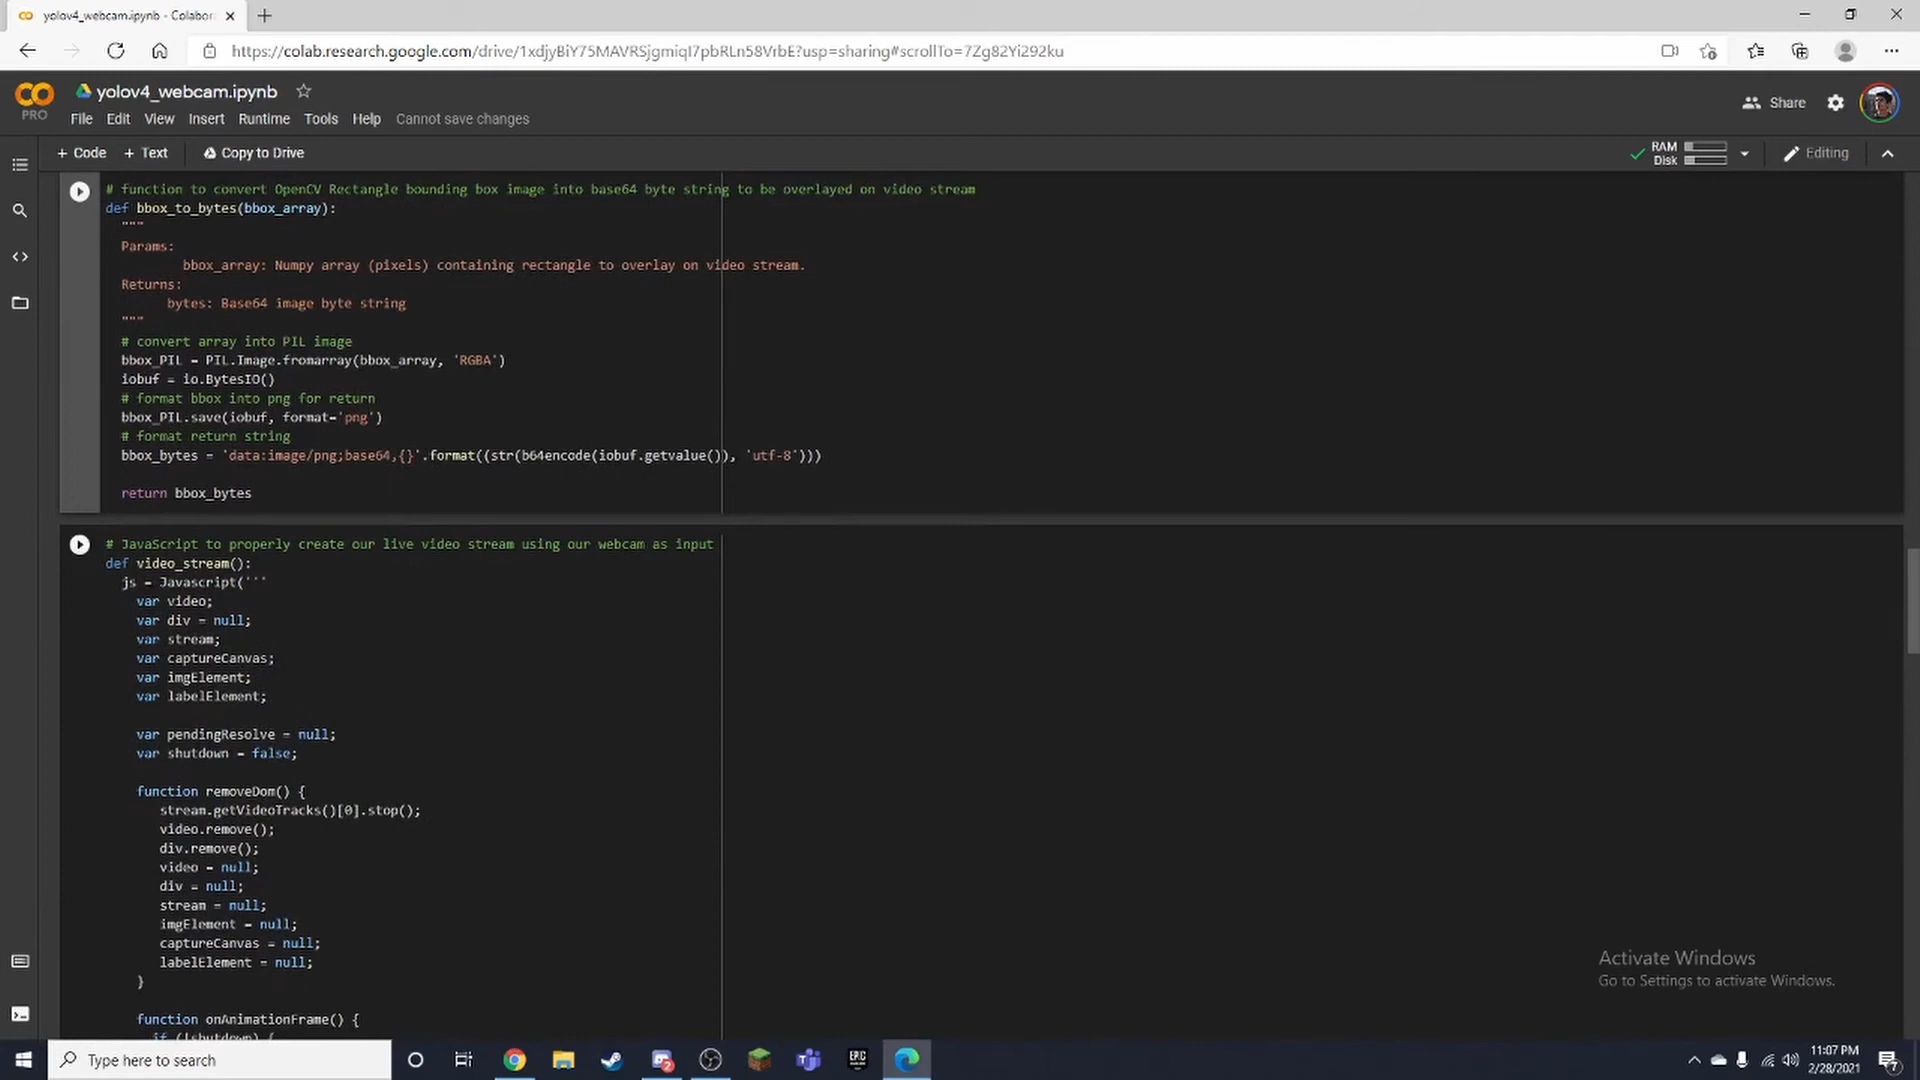 yolov4_webcam.ipynb - Colabor
https://colab.research.google.com/drive/1xdjyBiY75MAVRSjgmiqI7pbRLn58VrbE?usp=sharing#scrollTo=7Zg82Yi292ku
PRO
yolov4_webcam.ipynb
Share
File Edit View Insert Runtime Tools Help Cannot save changes
+ Code + Text Copy to Drive
RAM
Disk
Editing
# function to convert OpenCV Rectangle bounding box image into base64 byte string to be overlayed on video stream
def bbox_to_bytes(bbox_array):
"""
Params:
bbox_array: Numpy array (pixels) containing rectangle to overlay on video stream.
Returns:
bytes: Base64 image byte string
"""
# convert array into PIL image
bbox_PIL = PIL.Image.fromarray(bbox_array, 'RGBA')
iobuf = io.BytesIO()
# format bbox into png for return
bbox_PIL.save(iobuf, format='png')
# format return string
bbox_bytes = 'data:image/png;base64,{}'.format((str(b64encode(iobuf.getvalue()), 'utf-8')))
return bbox_bytes
# JavaScript to properly create our live video stream using our webcam as input
def video_stream():
js = Javascript('''
var video;
var div = null;
var stream;
var captureCanvas;
var imgElement;
var labelElement;
var pendingResolve = null;
var shutdown = false;
function removeDom() {
stream.getVideoTracks()[0].stop();
video.remove();
div.remove();
video = null;
div = null;
stream = null;
imgElement = null;
captureCanvas = null;
labelElement = null;
}
function onAnimationFrame() {
if (!shutdown) {
Activate Windows
Go to Settings to activate Windows.
Type here to search
EPIC
11:07 PM
2/28/2021
7